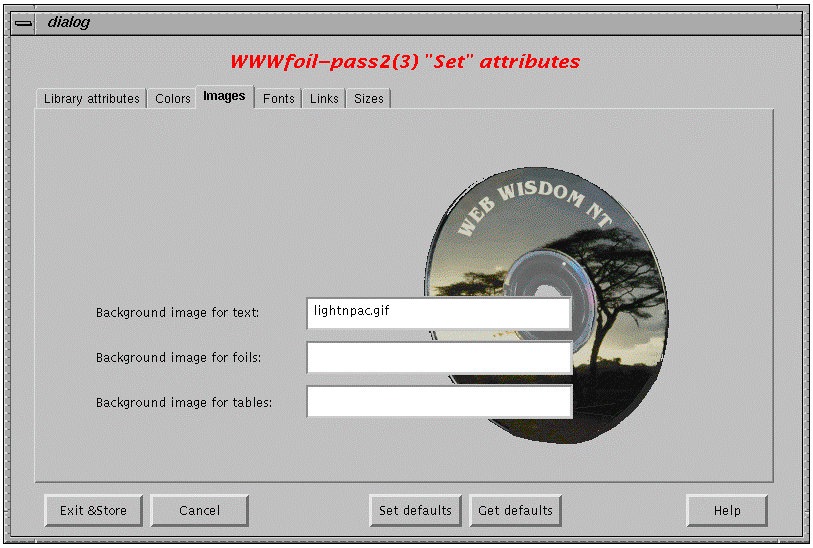 dialog
WWWfoil-pass2(3) "Set" attributes
Library attributes Colors Images Fonts Links Sizes
WEB WISDOM NT
Background image for text: lightnpac.gif
Background image for foils:
Background image for tables:
Exit &Store Cancel Set defaults Get defaults Help